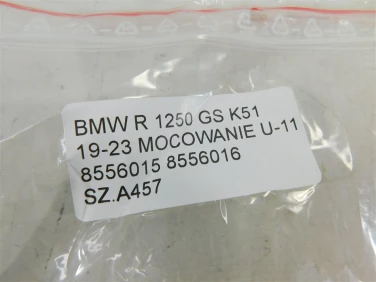 BMW R 1250 GS K51
19-23 MOCOWANIE U-11
8556015 8556016
SZ.A457